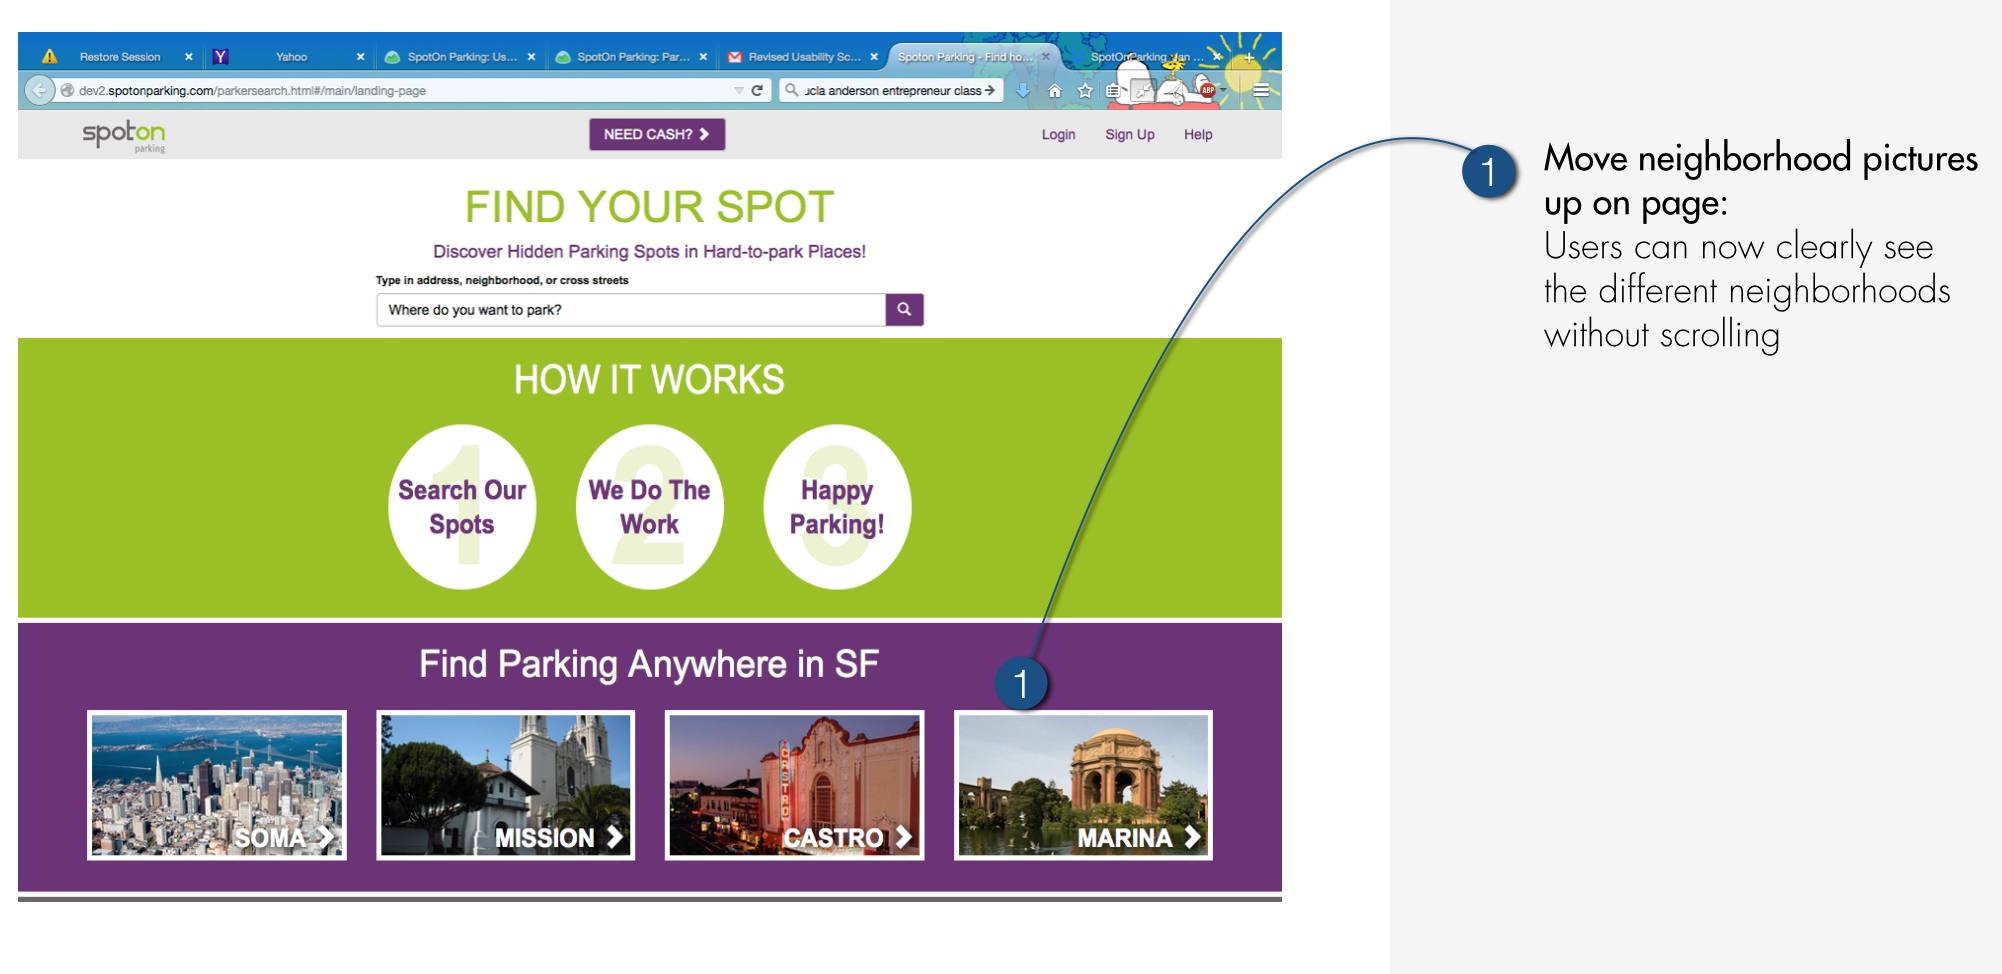 Restore Session
Yahoo
SpotOn Parking: Us...
SpotOn Parking: Par...
Revised Usability Sc...
Spoton Parking - Find ho...
SpotOnParking_Jan ...
dev2.spotonparking.com/parkersearch.html#/main/landing-page
ucla anderson entrepreneur class
ABP
spoton
parking
NEED CASH?
Login
Sign Up
Help
FIND YOUR SPOT
Discover Hidden Parking Spots in Hard-to-park Places!
Type in address, neighborhood, or cross streets
Where do you want to park?
HOW IT WORKS
1
Search Our
Spots
2
We Do The
Work
3
Happy
Parking!
Find Parking Anywhere in SF
1
SOMA
MISSION
CASTRO
CASTRO
MARINA
1
Move neighborhood pictures
up on page:
Users can now clearly see
the different neighborhoods
without scrolling